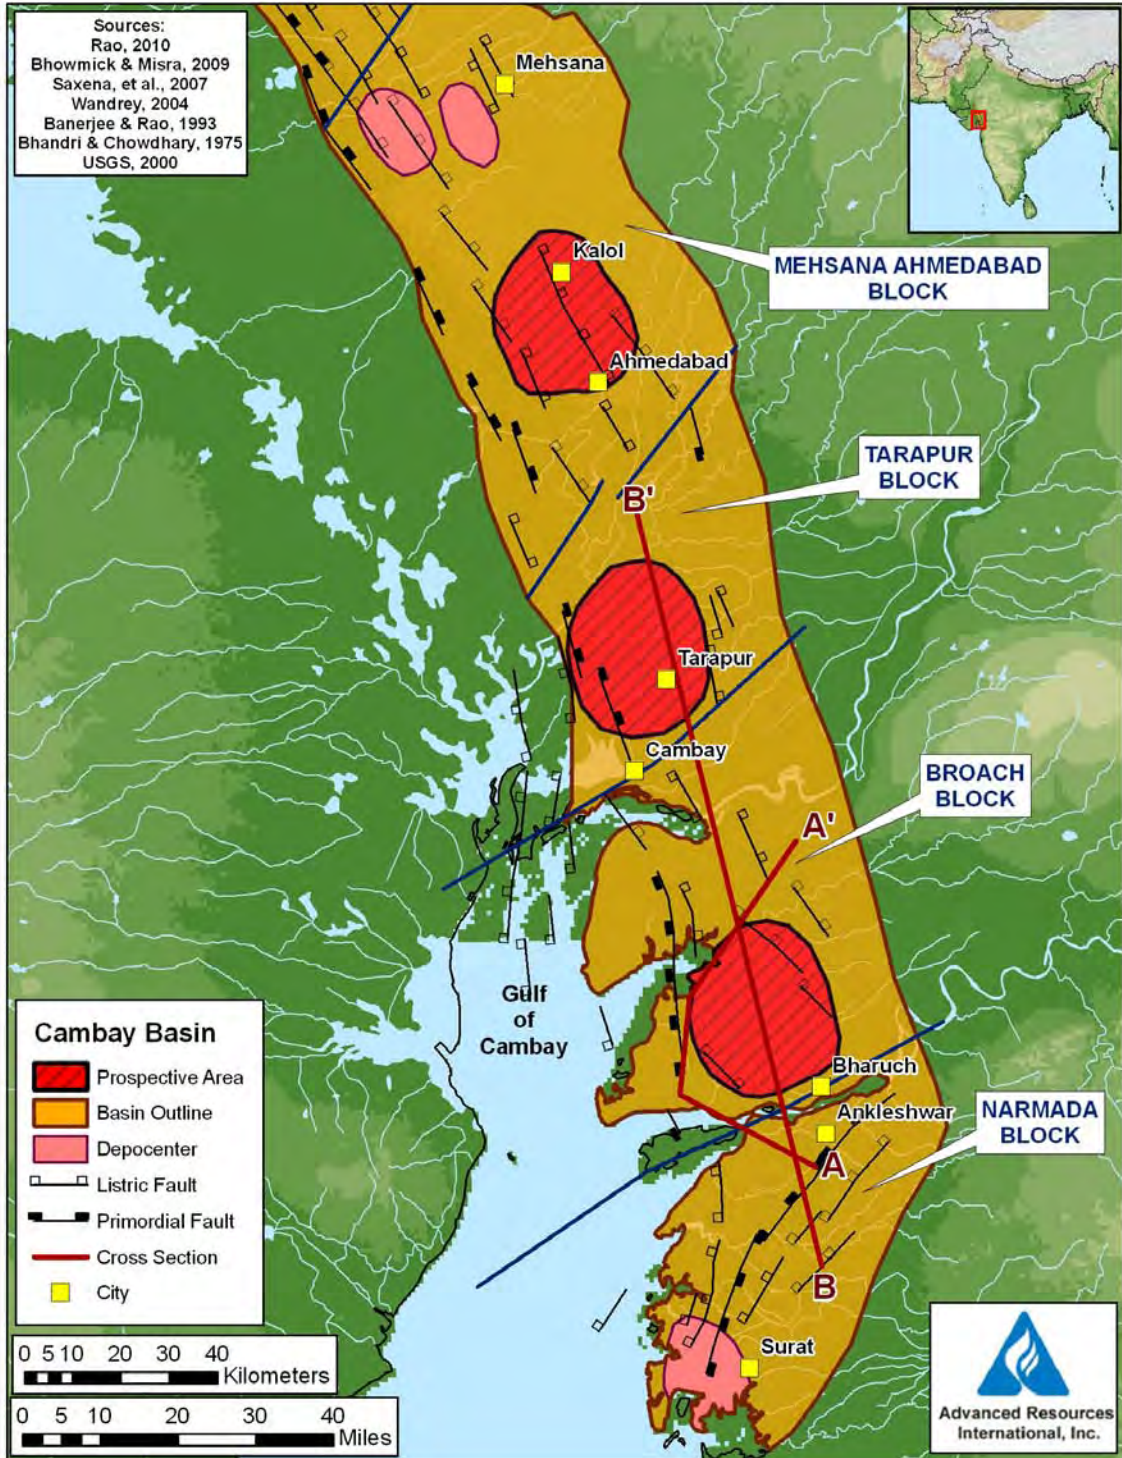 Sources:
Rao, 2010
Bhowmick & Misra, 2009
Saxena, et al., 2007
Wandrey, 2004
Banerjee & Rao, 1993
Bhandri & Chowdhary, 1975
USGS, 2000
Mehsana
Kalol
MEHSANA AHMEDABAD
BLOCK
Ahmedabad
TARAPUR
BLOCK
B'
Tarapur
Cambay
BROACH
BLOCK
A'
Gulf
of
Cambay
Bharuch
Ankleshwar
NARMADA
BLOCK
A
B
Surat
Cambay Basin
Prospective Area
Basin Outline
Depocenter
Listric Fault
Primordial Fault
Cross Section
City
0 5 10 20 30 40
Kilometers
0 5 10 20 30 40
Miles
Advanced Resources
International, Inc.